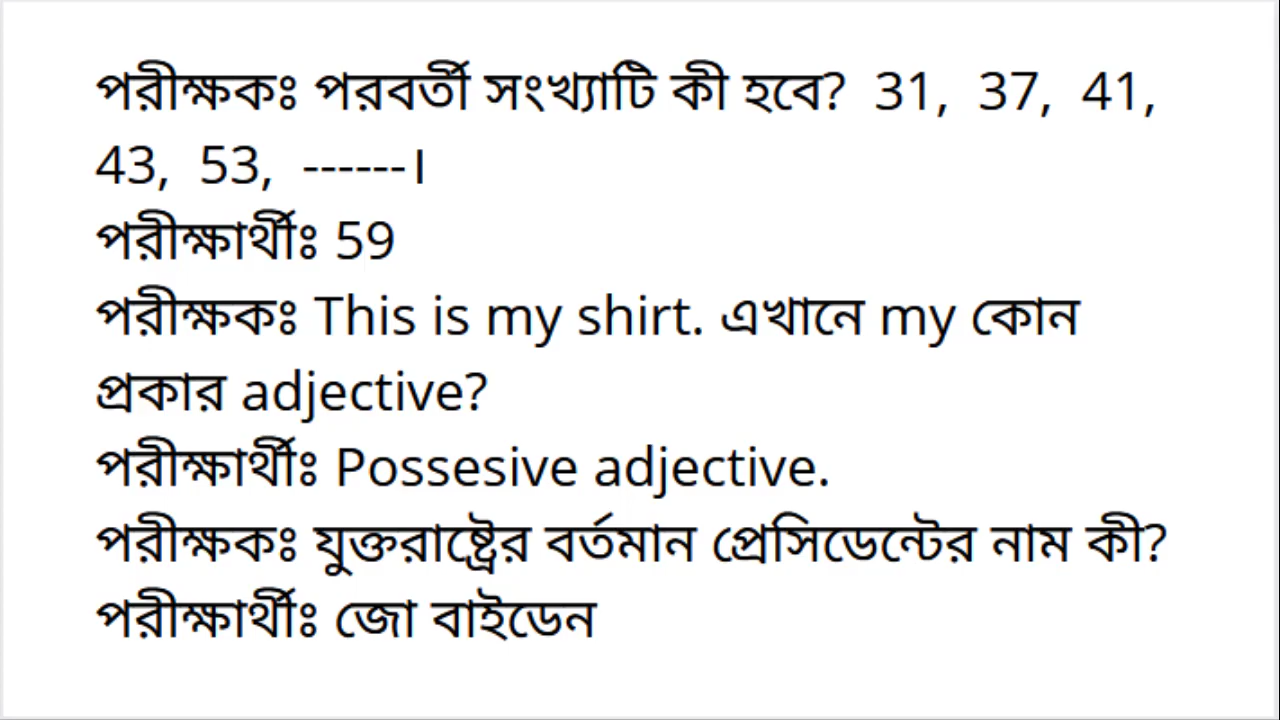 পরীক্ষকঃ পরবর্তী সংখ্যাটি কী হবে? 31, 37, 41,
43, 53, ------।
পরীক্ষার্থীঃ 59
পরীক্ষকঃ This is my shirt. এখানে my কোন
প্রকার adjective?
পরীক্ষার্থীঃ Possesive adjective.
পরীক্ষকঃ যুক্তরাষ্ট্রের বর্তমান প্রেসিডেন্টের নাম কী?
পরীক্ষার্থীঃ জো বাইডেন